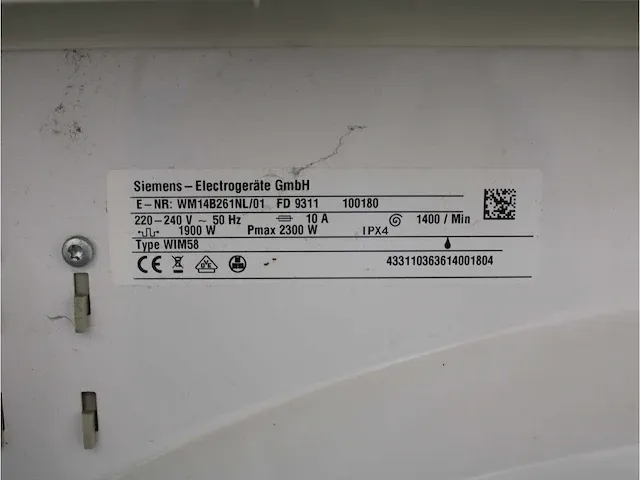 Siemens – Electrogeräte GmbH
E – NR: WM14B261NL/01 FD 9311 100180
220 – 240 V ~ 50 Hz 10 A 1400 / Min
1900 W Pmax 2300 W IPX4
Type WIM58
CE 433110363614001804